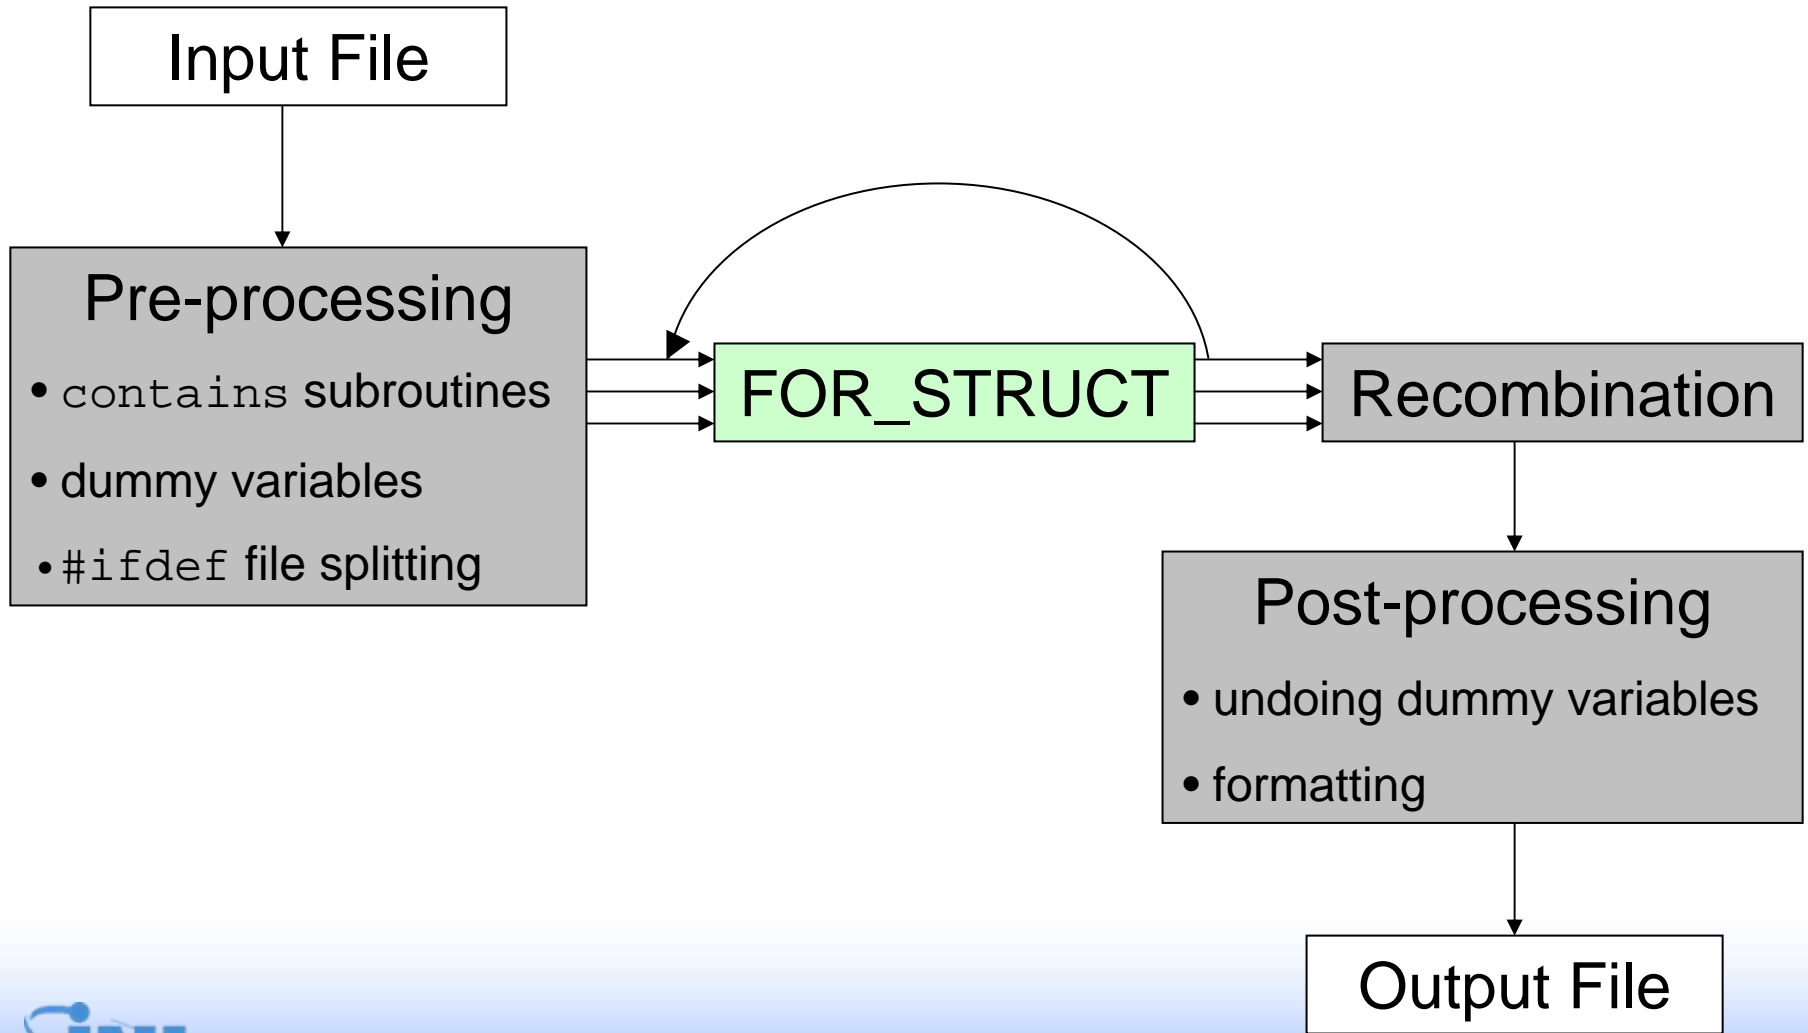 Input File
Pre-processing
• contains subroutines
• dummy variables
• #ifdef file splitting
FOR_STRUCT
Recombination
Post-processing
• undoing dummy variables
• formatting
Output File